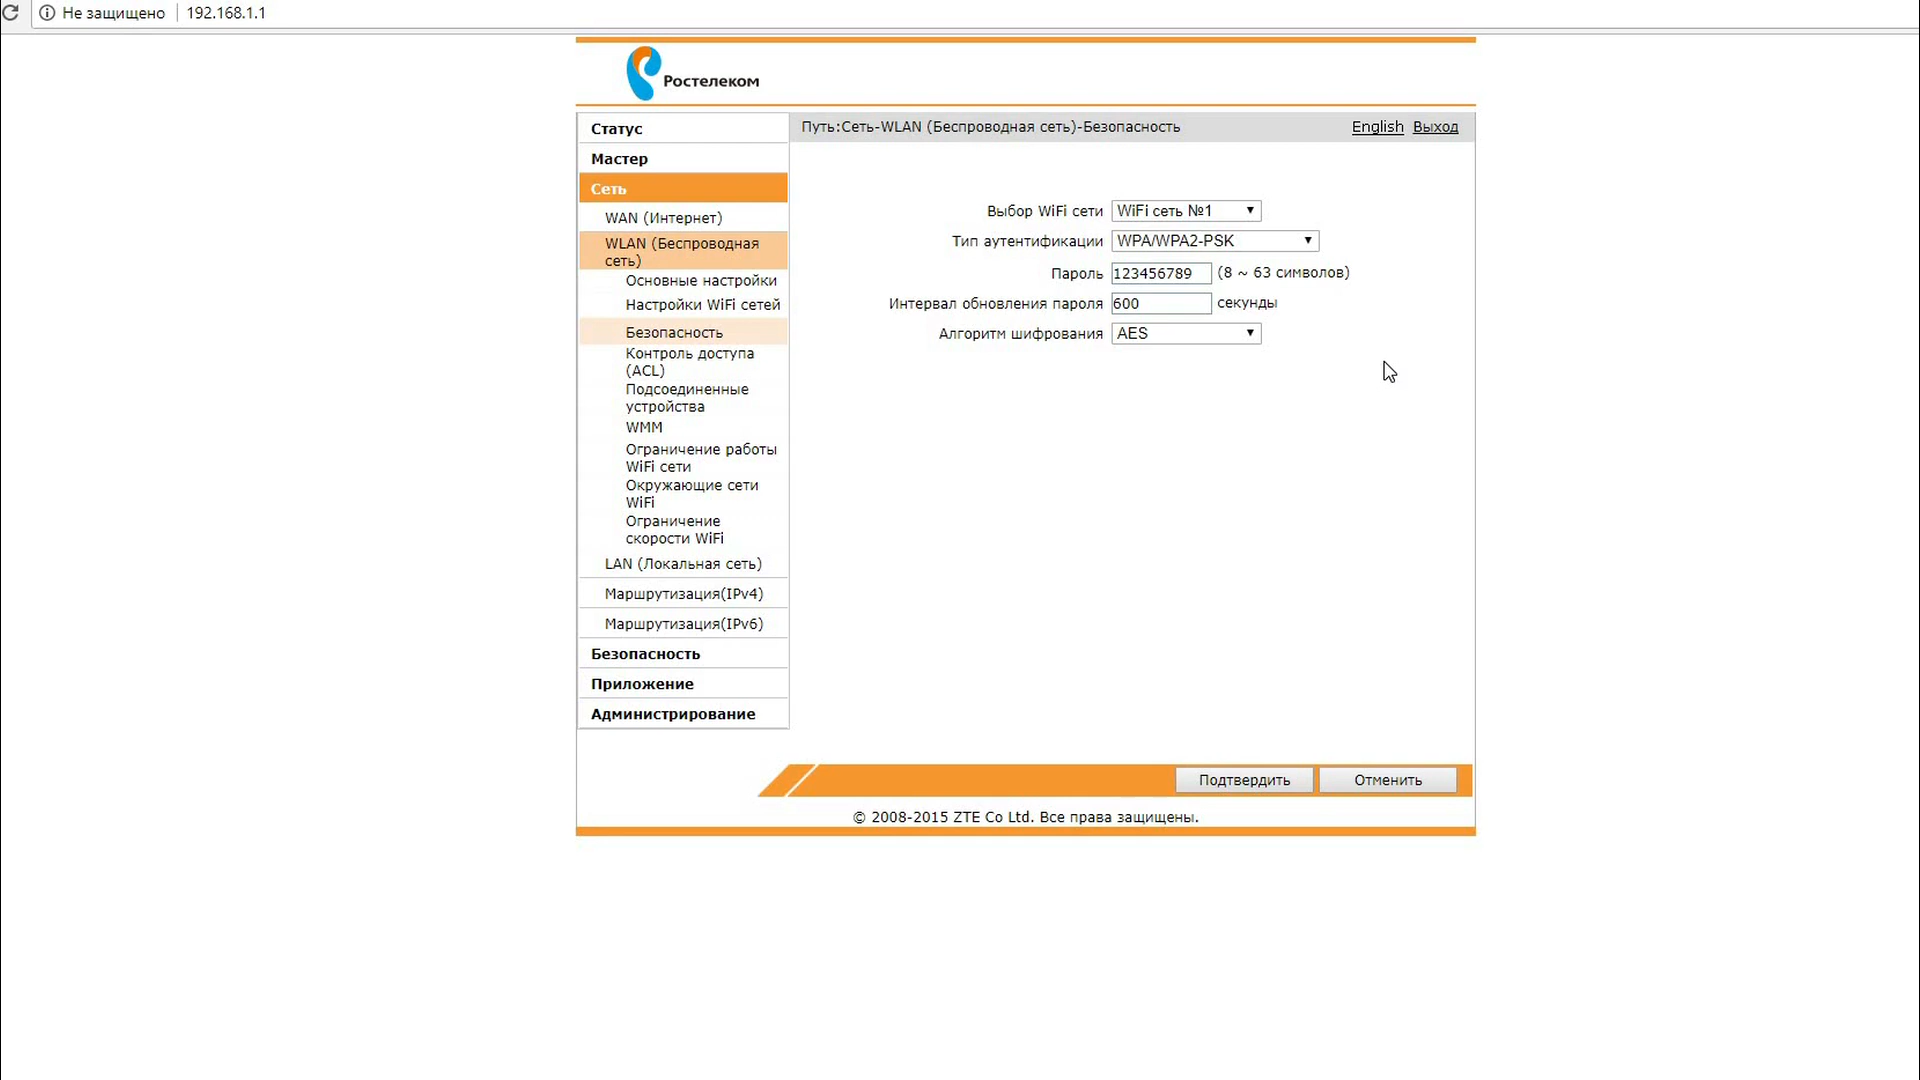 Не защищено 192.168.1.1
Ростелеком
Статус
Мастер
Сеть
WAN (Интернет)
WLAN (Беспроводная
сеть)
Основные настройки
Настройки WiFi сетей
Безопасность
Контроль доступа
(ACL)
Подсоединенные
устройства
WMM
Ограничение работы
WiFi сети
Окружающие сети
WiFi
Ограничение
скорости WiFi
LAN (Локальная сеть)
Маршрутизация(IPv4)
Маршрутизация(IPv6)
Безопасность
Приложение
Администрирование
Путь:Сеть-WLAN (Беспроводная сеть)-Безопасность English Выход
Выбор WiFi сети WiFi сеть №1
Тип аутентификации WPA/WPA2-PSK
Пароль 123456789 (8 ~ 63 символов)
Интервал обновления пароля 600 секунды
Алгоритм шифрования AES
Подтвердить Отменить
© 2008-2015 ZTE Co Ltd. Все права защищены.